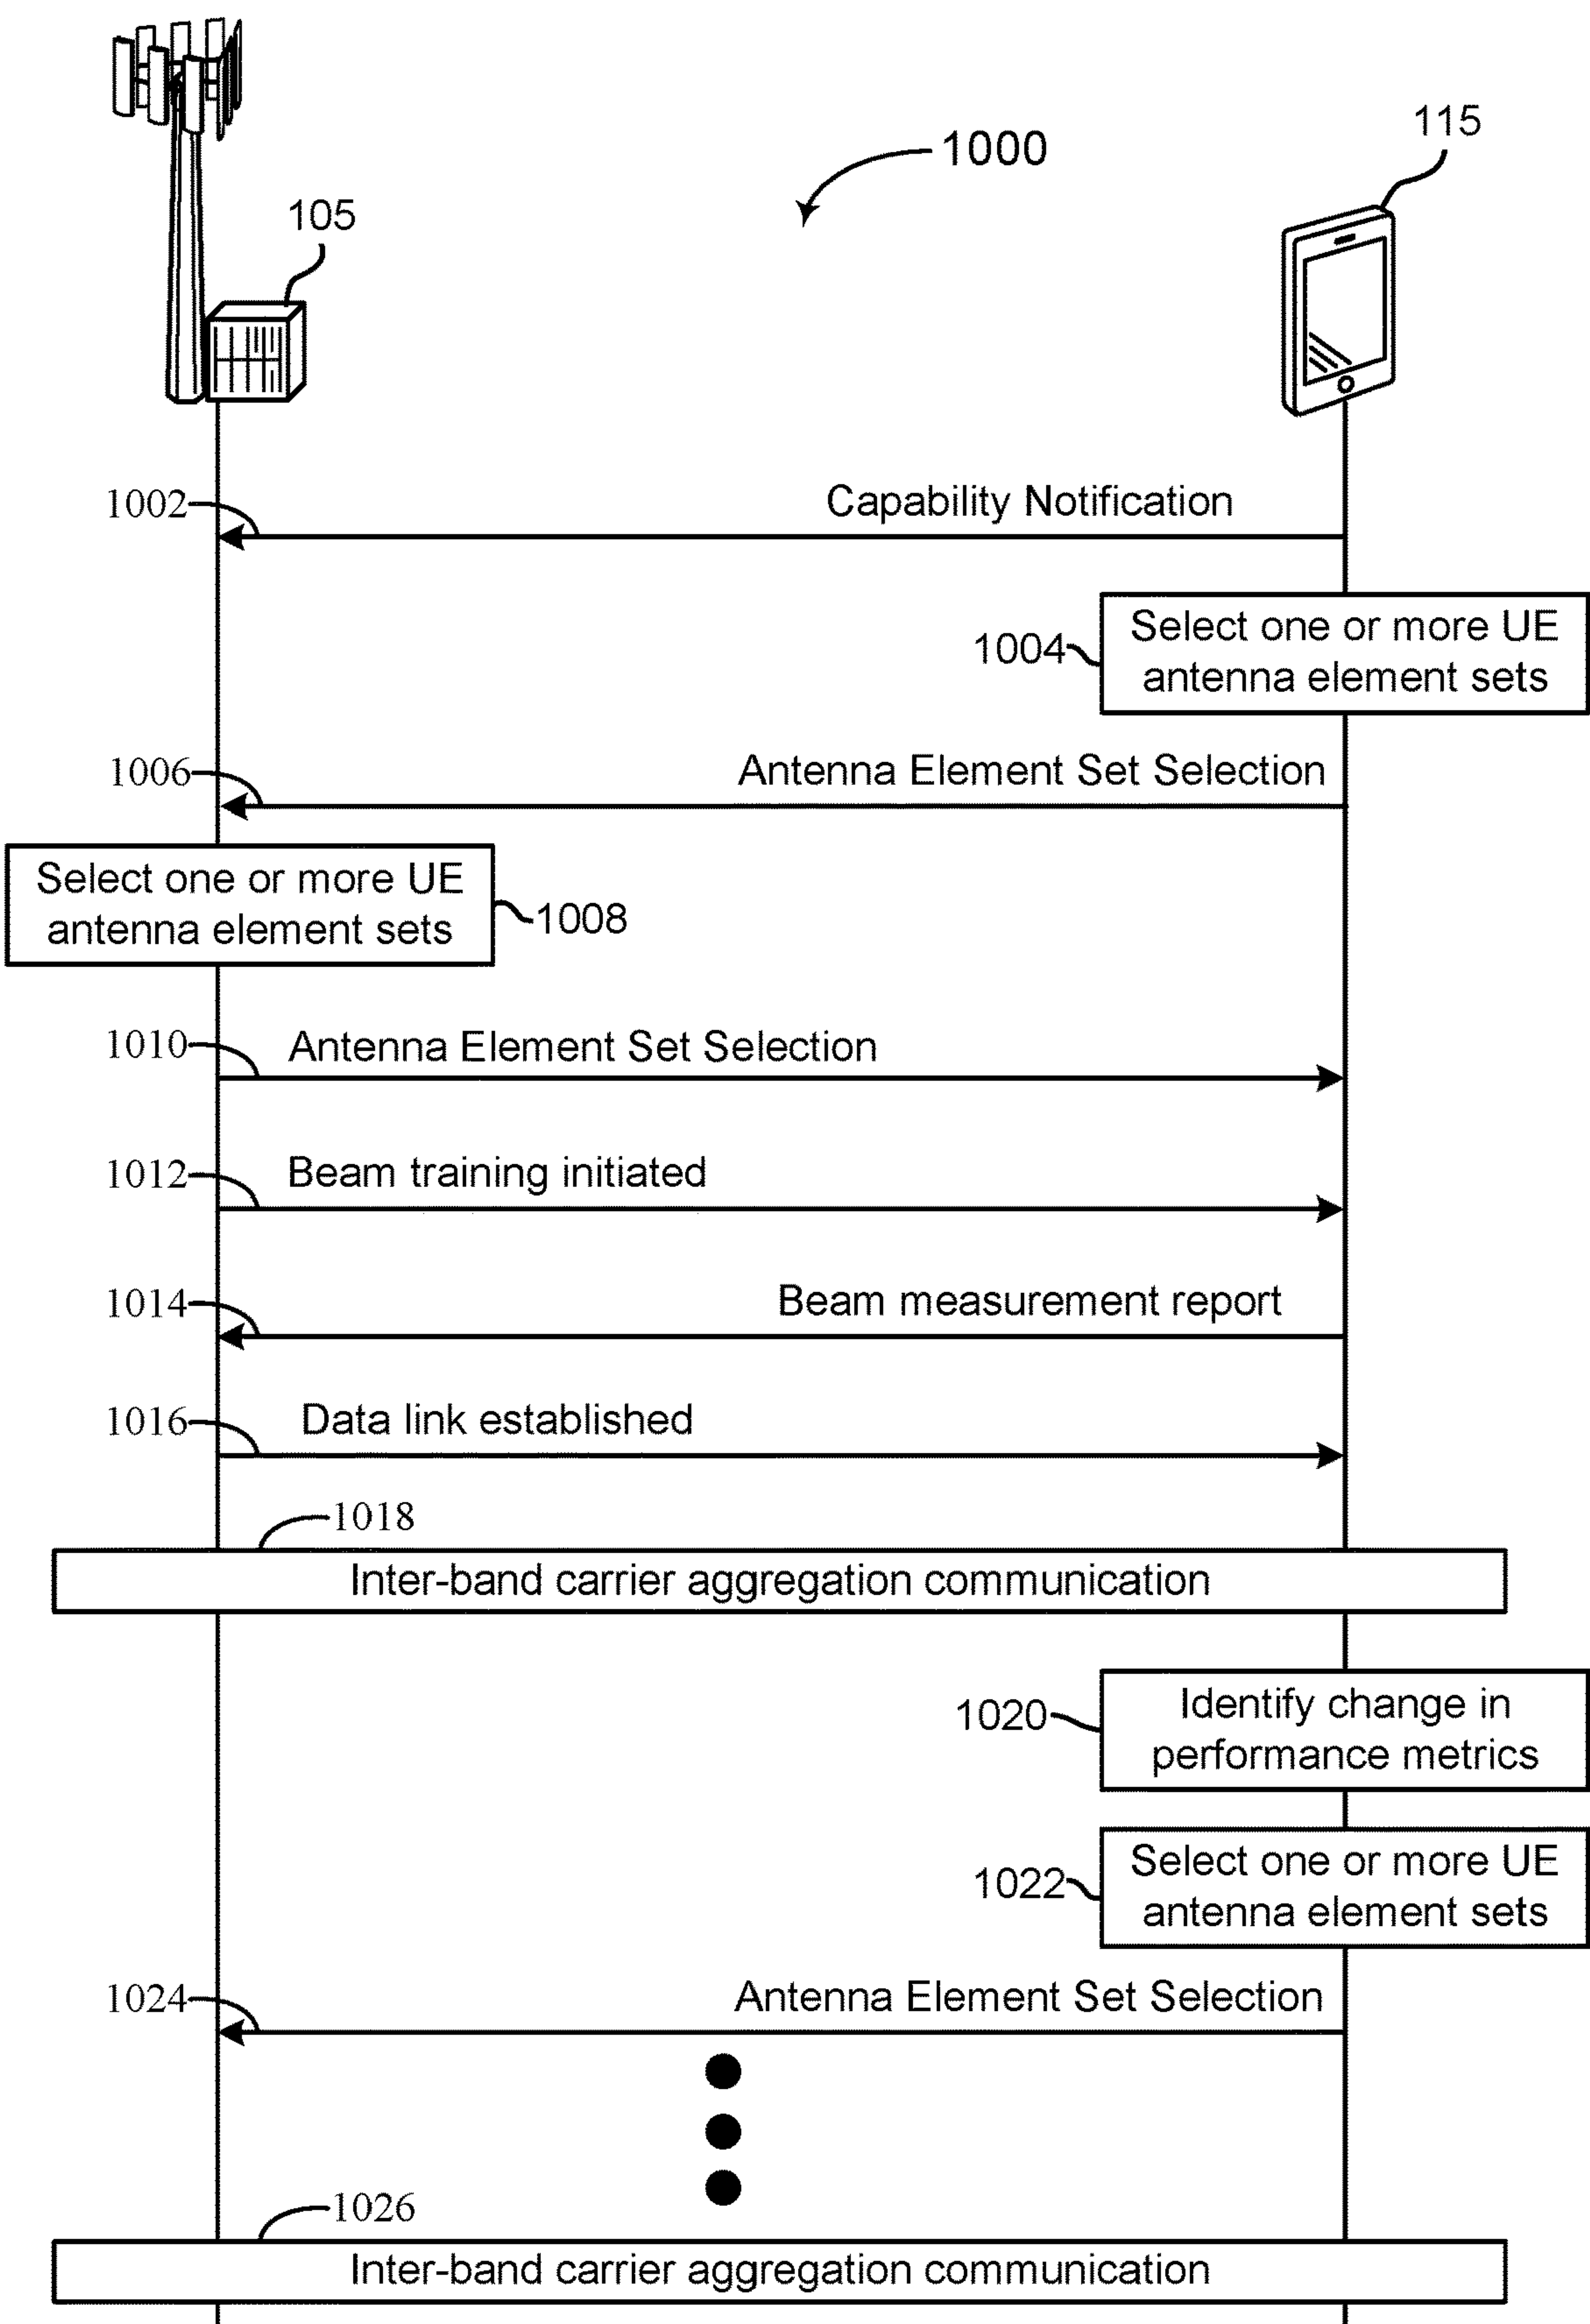 115
1000
105
1002
Capability Notification
1004
Select one or more UE
antenna element sets
1006
Antenna Element Set Selection
Select one or more UE
antenna element sets
1008
1010
Antenna Element Set Selection
1012
Beam training initiated
1014
Beam measurement report
1016
Data link established
1018
Inter-band carrier aggregation communication
1020
Identify change in
performance metrics
1022
Select one or more UE
antenna element sets
1024
Antenna Element Set Selection
1026
Inter-band carrier aggregation communication